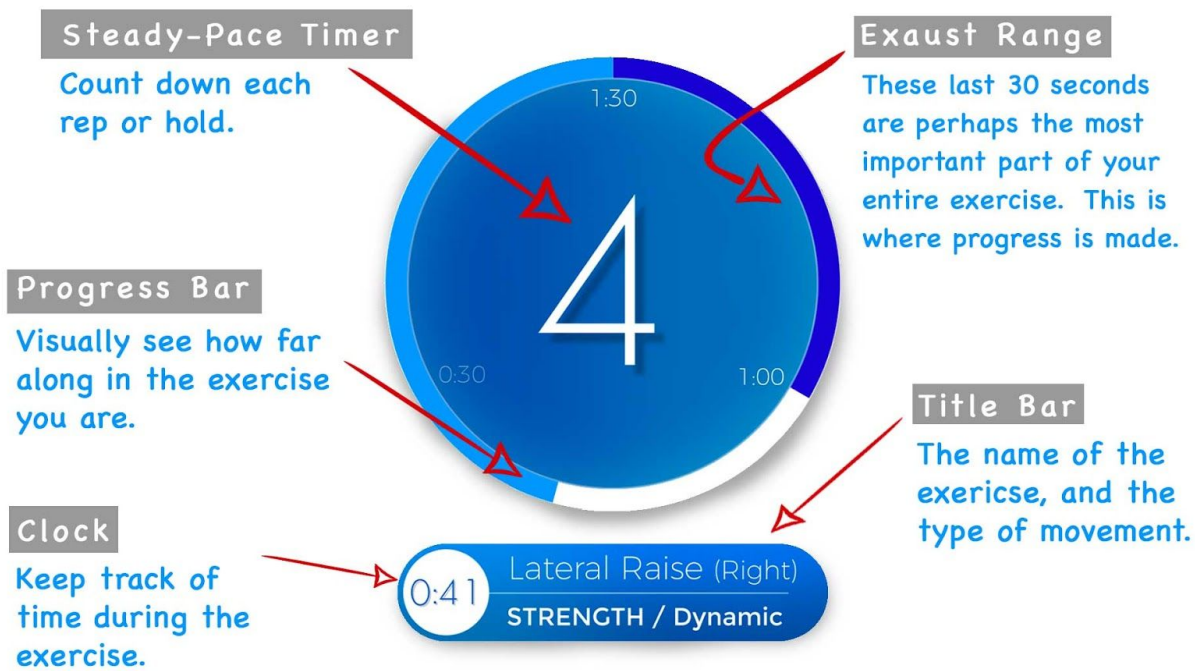 Steady-Pace Timer
Count down each
rep or hold.
Exaust Range
These last 30 seconds
are perhaps the most
important part of your
entire exercise. This is
where progress is made.
1:30
4
0:30
1:00
Progress Bar
Visually see how far
along in the exercise
you are.
Title Bar
The name of the
exericse, and the
type of movement.
Clock
Keep track of
time during the
exercise.
0:41
Lateral Raise (Right)
STRENGTH / Dynamic